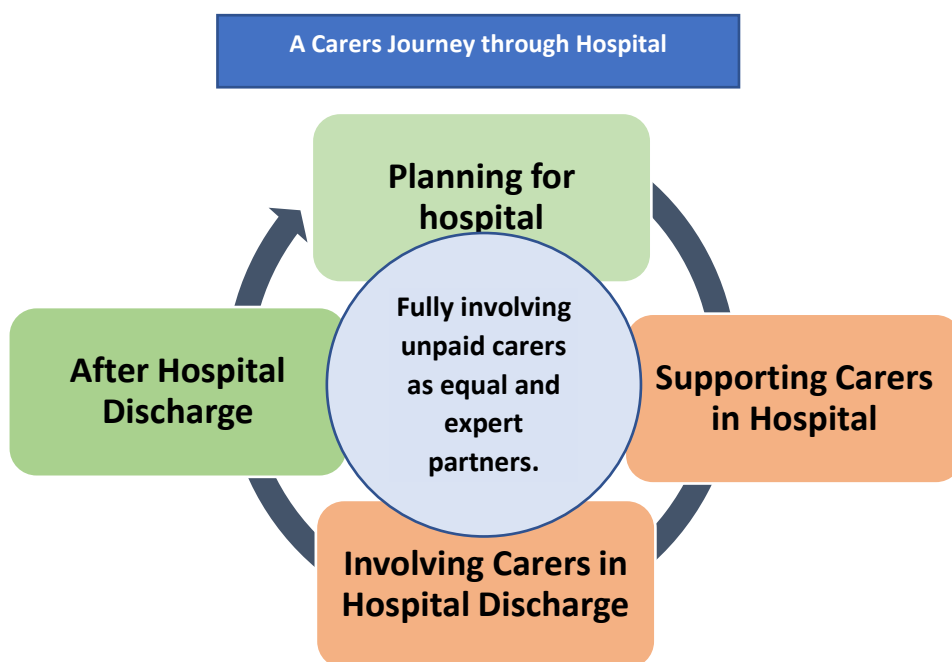 A Carers Journey through Hospital
Planning for
hospital
Fully involving
unpaid carers
as equal and
expert
partners.
Supporting Carers
in Hospital
Involving Carers in
Hospital Discharge
After Hospital
Discharge